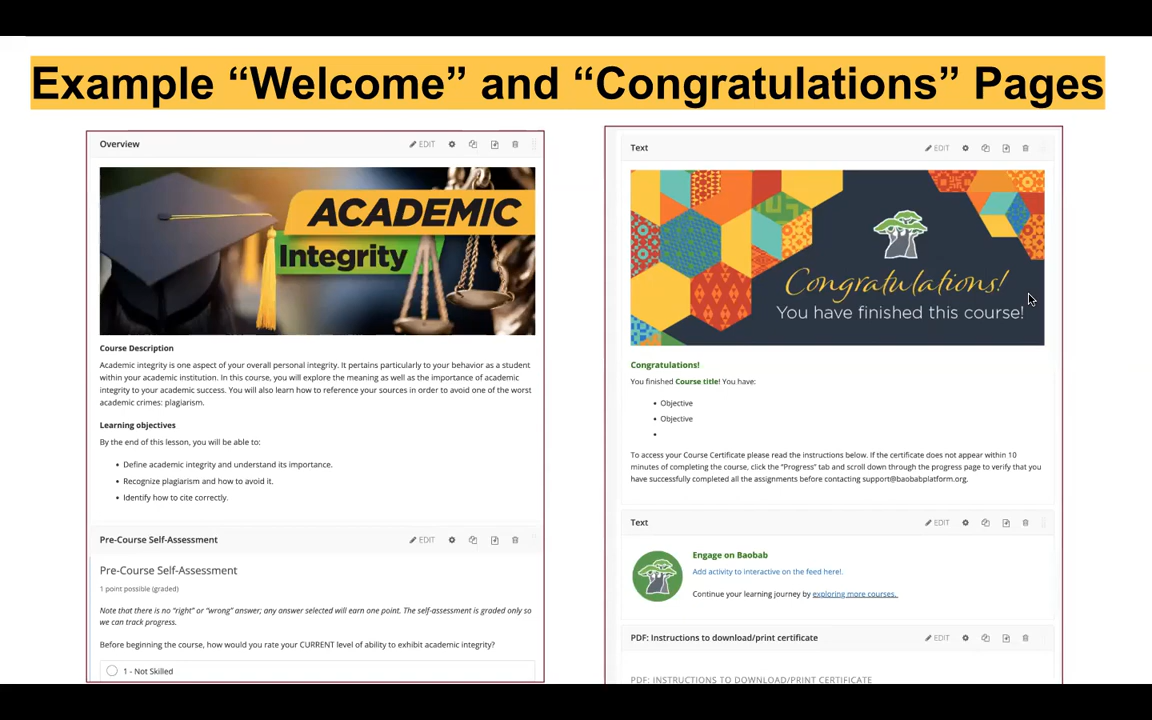 Example “Welcome” and “Congratulations” Pages
Overview
EDIT
ACADEMIC
Integrity
Course Description
Academic integrity is one aspect of your overall personal integrity. It pertains particularly to your behavior as a student
within your academic institution. In this course, you will explore the meaning as well as the importance of academic
integrity to your academic success. You will also learn how to reference your sources in order to avoid one of the worst
academic crimes: plagiarism.
Learning objectives
By the end of this lesson, you will be able to:
• Define academic integrity and understand its importance.
• Recognize plagiarism and how to avoid it.
• Identify how to cite correctly.
Pre-Course Self-Assessment
EDIT
Pre-Course Self-Assessment
1 point possible (graded)
Note that there is no “right” or “wrong” answer; any answer selected will earn one point. The self-assessment is graded only so
we can track progress.
Before beginning the course, how would you rate your CURRENT level of ability to exhibit academic integrity?
1 - Not Skilled
Text
EDIT
Congratulations!
You have finished this course!
Congratulations!
You finished Course title! You have:
• Objective
• Objective
•
To access your Course Certificate please read the instructions below. If the certificate does not appear within 10
minutes of completing the course, click the “Progress” tab and scroll down through the progress page to verify that you
have successfully completed all the assignments before contacting support@baobabplatform.org.
Text
EDIT
Engage on Baobab
Add activity to interactive on the feed here!.
Continue your learning journey by exploring more courses.
PDF: Instructions to download/print certificate
EDIT
PDF: INSTRUCTIONS TO DOWNLOAD/PRINT CERTIFICATE